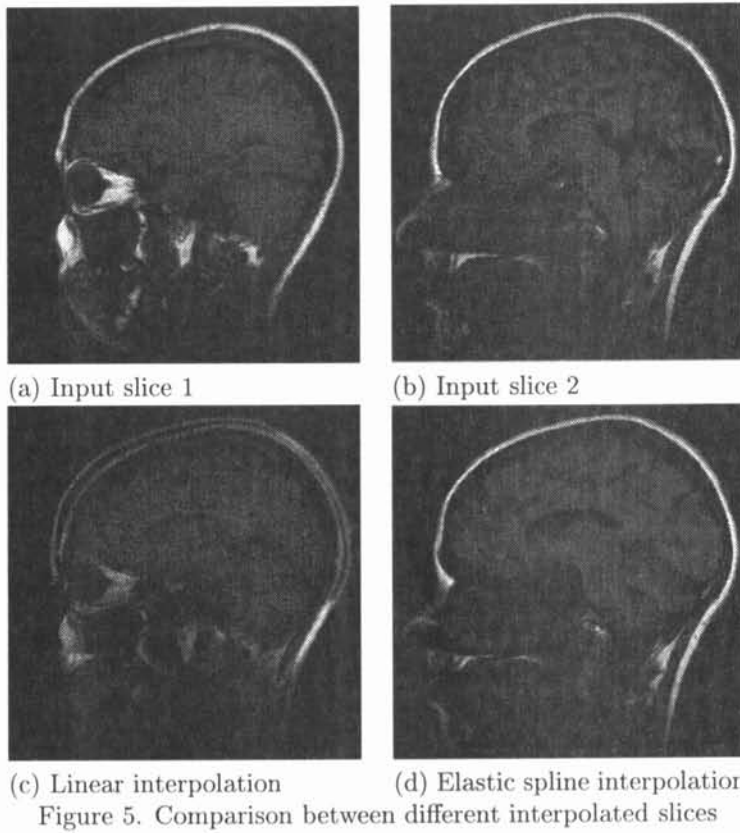 (a) Input slice 1
(b) Input slice 2
(c) Linear interpolation
(d) Elastic spline interpolation
Figure 5. Comparison between different interpolated slices